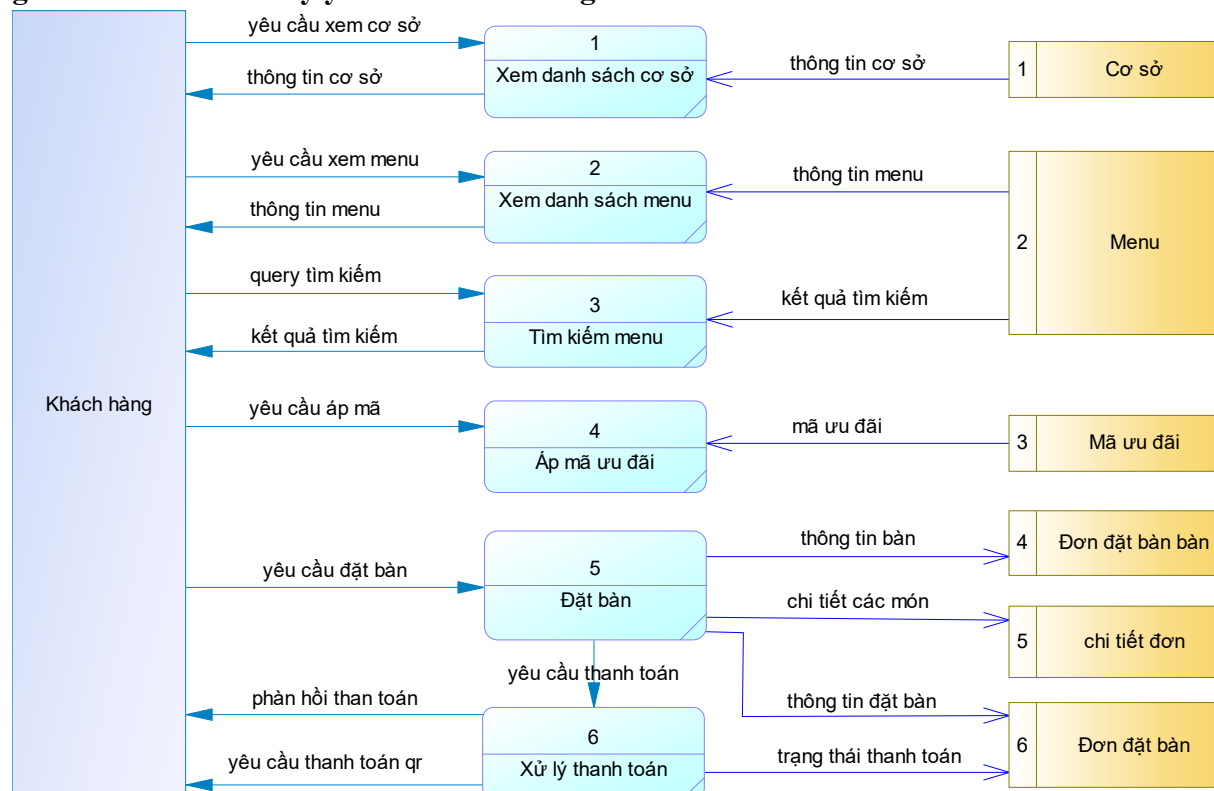 yêu cầu xem cơ sở
thông tin cơ sở
1
Xem danh sách cơ sở
thông tin cơ sở
1
Cơ sở
yêu cầu xem menu
thông tin menu
2
Xem danh sách menu
thông tin menu
2
Menu
query tìm kiếm
kết quả tìm kiếm
3
Tìm kiếm menu
kết quả tìm kiếm
Khách hàng
yêu cầu áp mã
4
Áp mã ưu đãi
mã ưu đãi
3
Mã ưu đãi
yêu cầu đặt bàn
5
Đặt bàn
thông tin bàn
4
Đơn đặt bàn bàn
chi tiết các món
5
chi tiết đơn
yêu cầu thanh toán
thông tin đặt bàn
phàn hồi than toán
yêu cầu thanh toán qr
6
Xử lý thanh toán
trạng thái thanh toán
6
Đơn đặt bàn